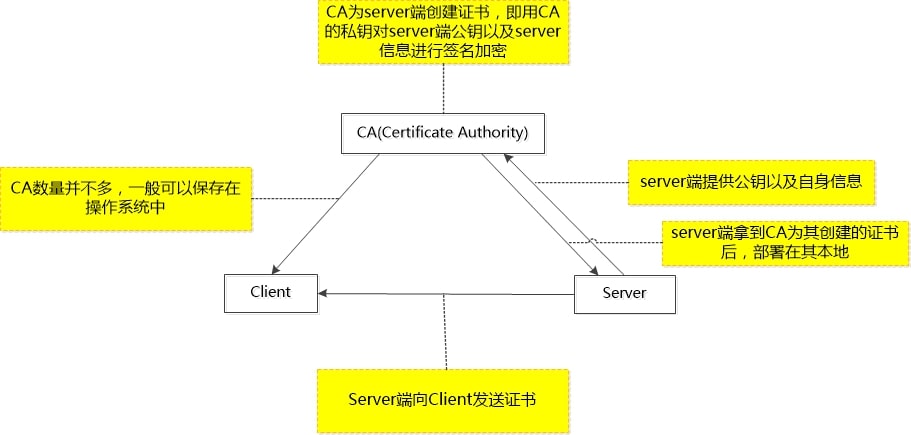 CA为server端创建证书，即用CA
的私钥对server端公钥以及server
信息进行签名加密
CA(Certificate Authority)
CA数量并不多，一般可以保存在
操作系统中
server端提供公钥以及自身信息
server端拿到CA为其创建的证书
后，部署在其本地
Client
Server
Server端向Client发送证书